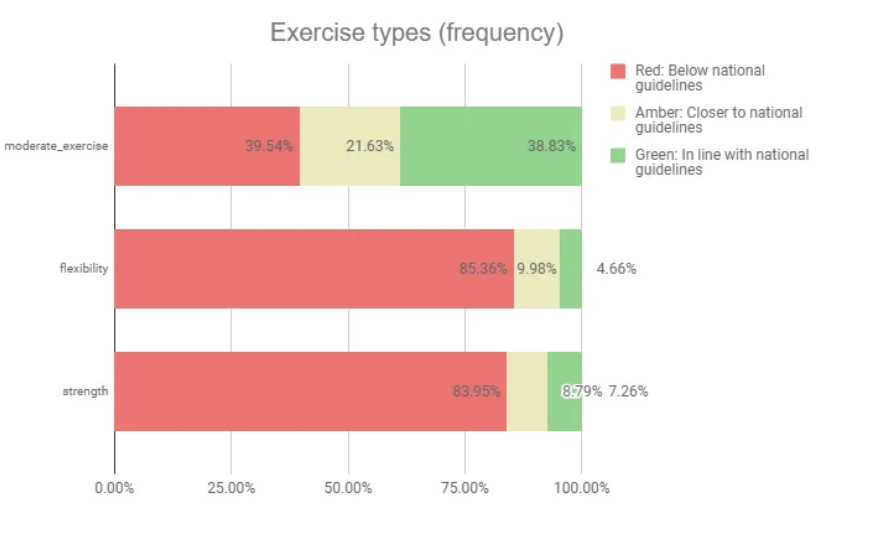 Exercise types (frequency)
Red: Below national
guidelines
Amber: Closer to national
guidelines
Green: In line with national
guidelines
moderate_exercise 39.54% 21.63% 38.83%
flexibility 85.36% 9.98% 4.66%
strength 83.95% 8.79% 7.26%
0.00% 25.00% 50.00% 75.00% 100.00%